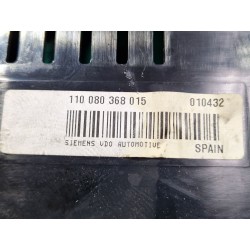 110 080 368 015 010432
SIEMENS VDO AUTOMOTIVE SPAIN